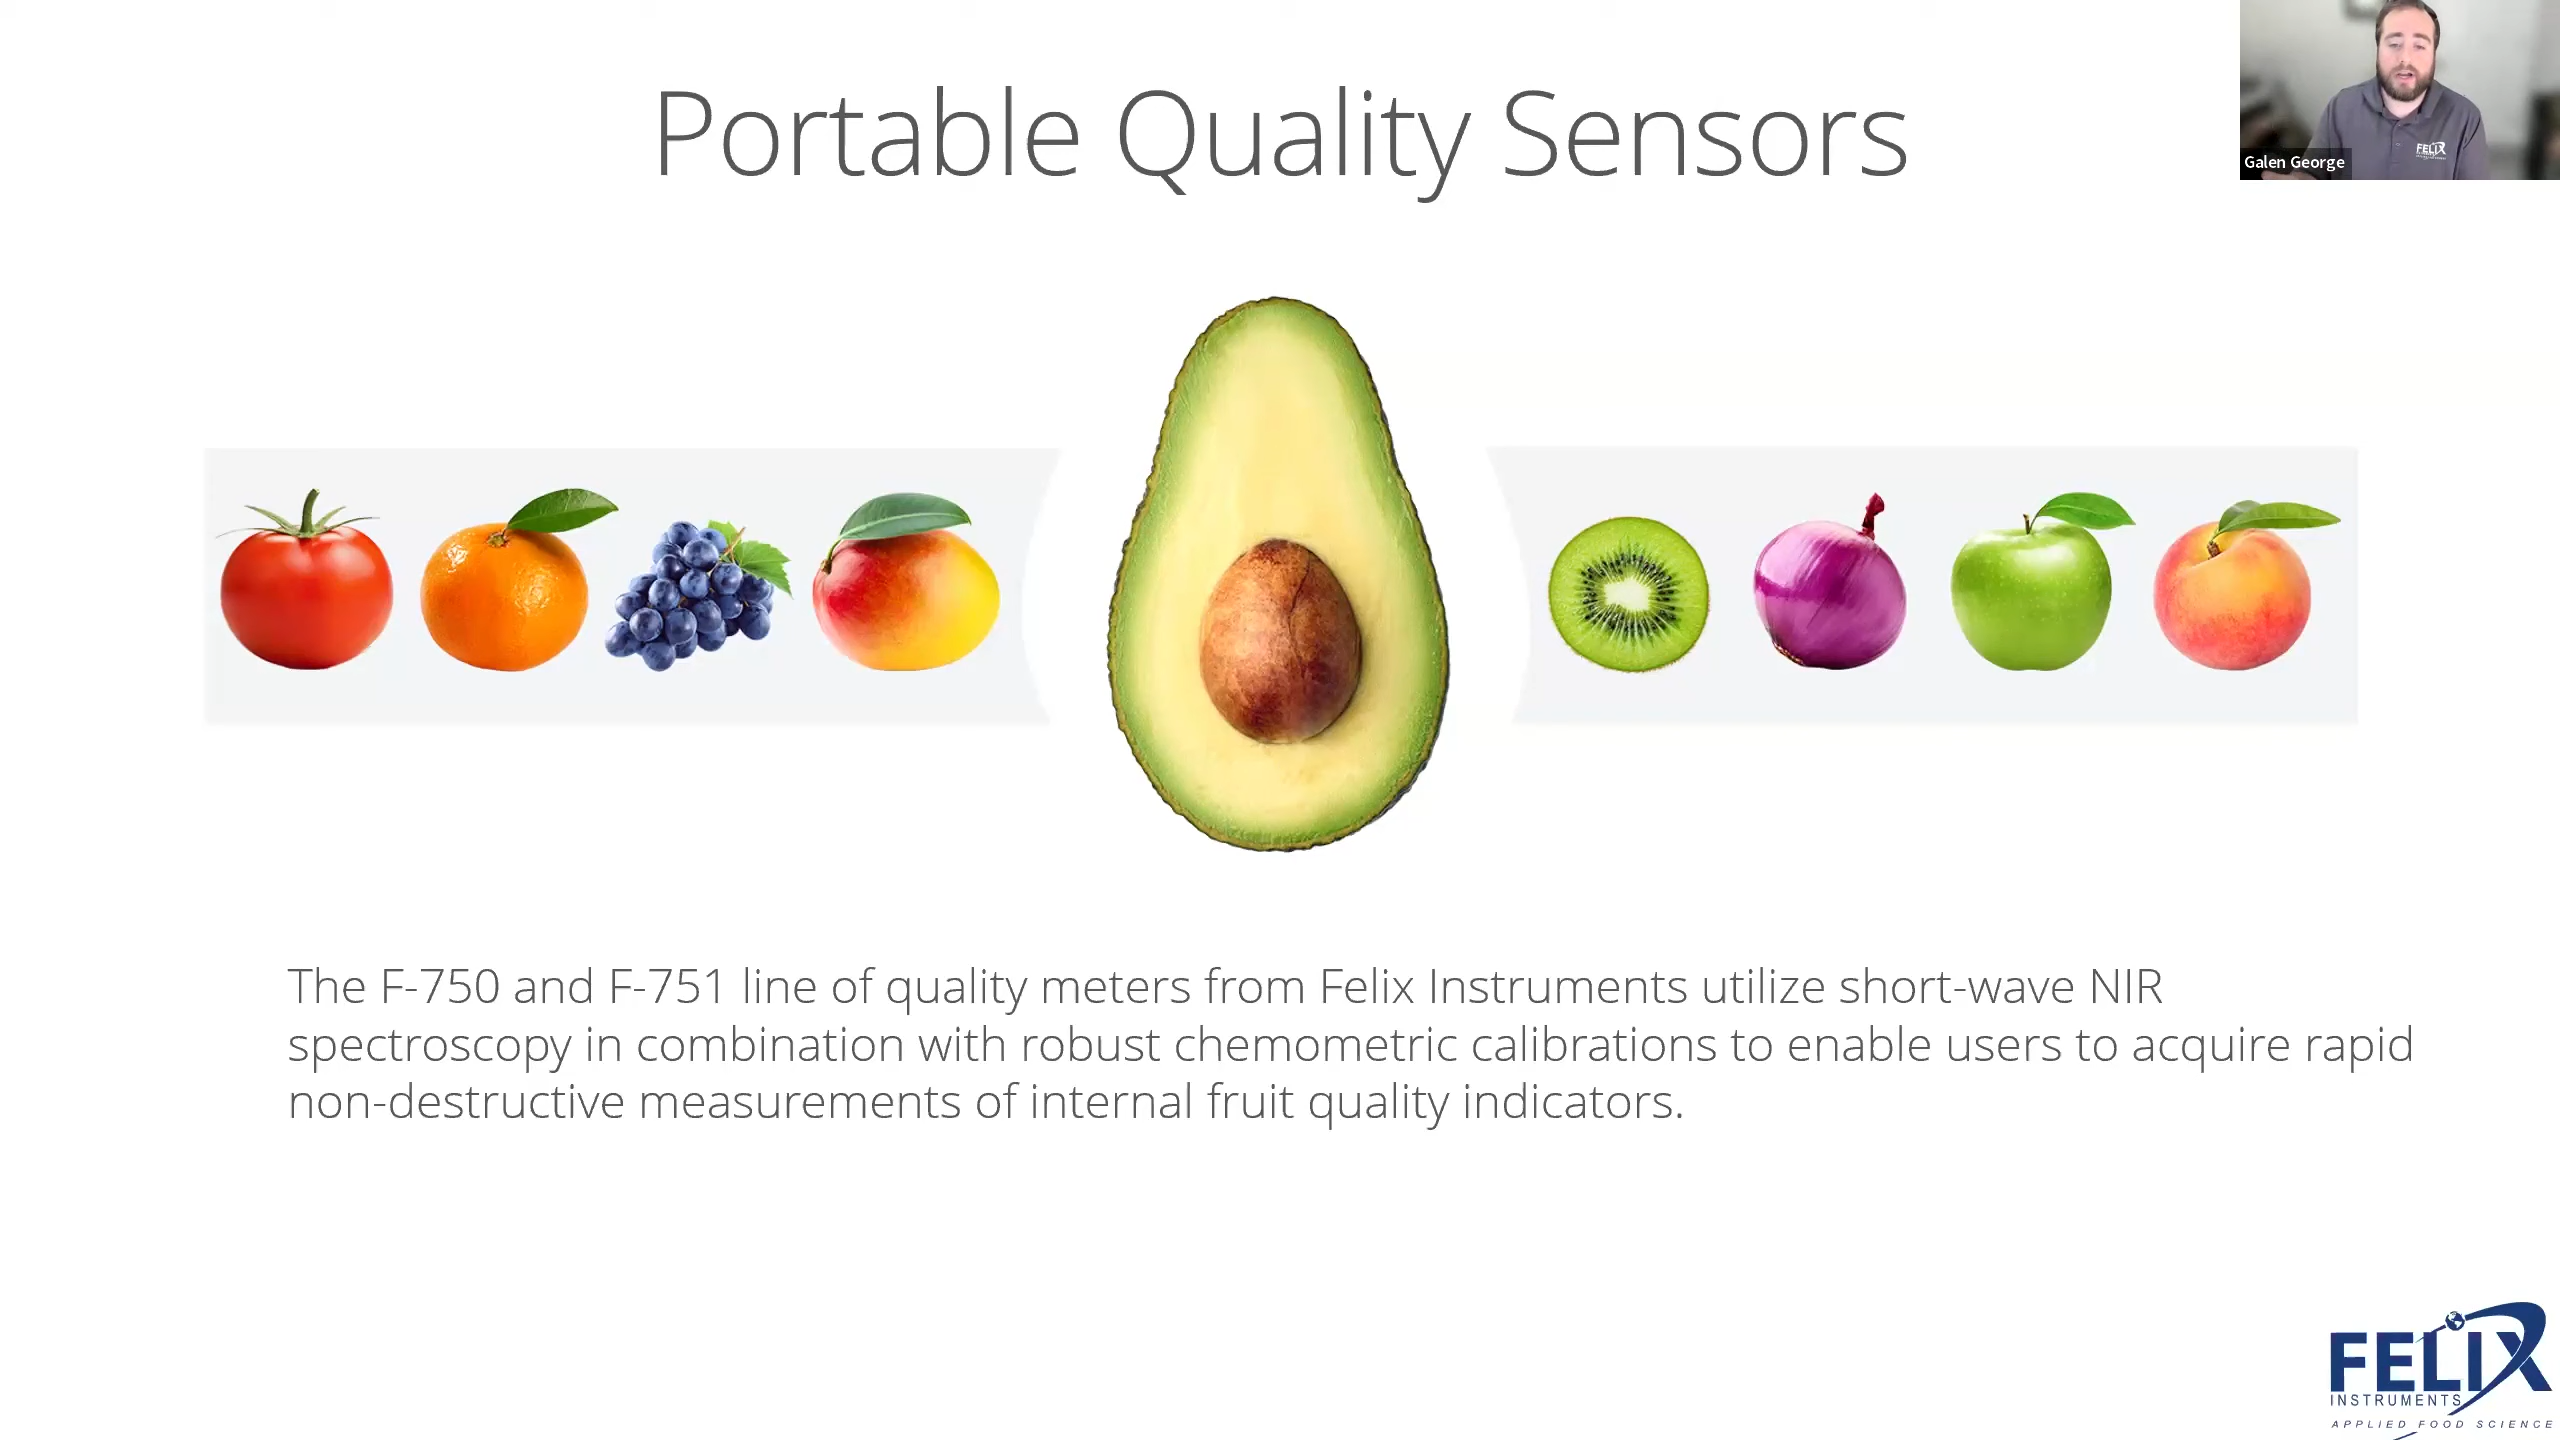 Portable Quality Sensors
FELIX
Galen George
The F-750 and F-751 line of quality meters from Felix Instruments utilize short-wave NIR
spectroscopy in combination with robust chemometric calibrations to enable users to acquire rapid
non-destructive measurements of internal fruit quality indicators.
FELIX
INSTRUMENTS
APPLIED FOOD SCIENCE